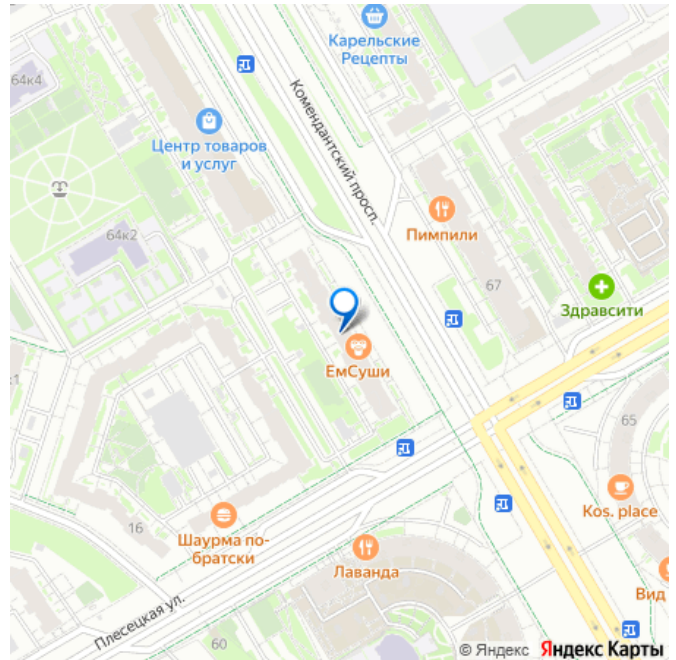 Карельские
Рецепты
64к4
Комендантский просп.
Центр товаров
и услуг
64к2
Пимпили
67
Здравсити
ЕмСуши
к1
65
Kos. place
16
Шаурма по-
братски
Лаванда
Вид
Плесецкая ул.
60
© Яндекс Яндекс Карты